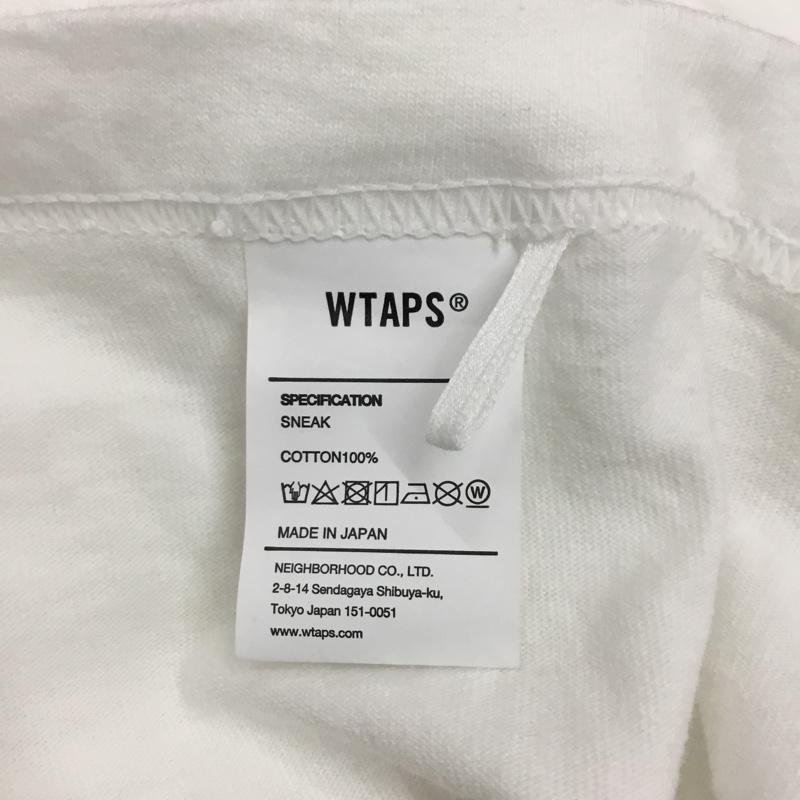 WTAPS®
SPECIFICATION
SNEAK
COTTON100%
W
MADE IN JAPAN
NEIGHBORHOOD CO., LTD.
2-8-14 Sendagaya Shibuya-ku,
Tokyo Japan 151-0051
www.wtaps.com